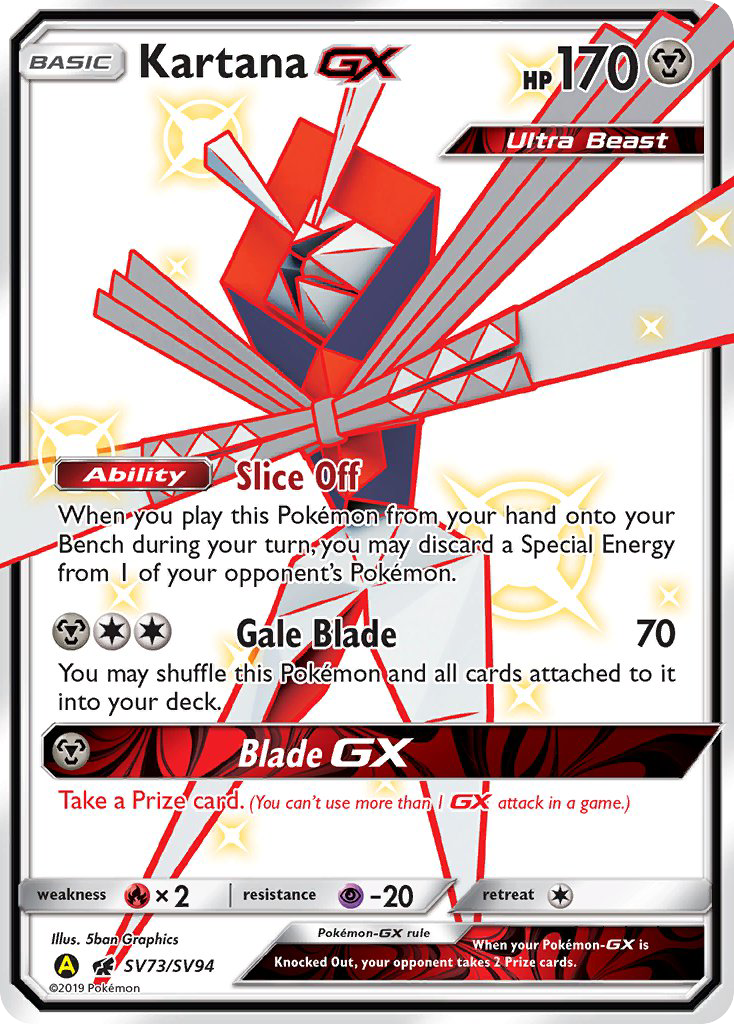 BASIC Kartana GX HP 170
Ultra Beast
Ability Slice Off
When you play this Pokémon from your hand onto your
Bench during your turn, you may discard a Special Energy
from 1 of your opponent's Pokémon.
Gale Blade 70
You may shuffle this Pokémon and all cards attached to it
into your deck.
Blade GX
Take a Prize card. (You can't use more than 1 GX attack in a game.)
weakness ×2 resistance -20 retreat
Illus. 5ban Graphics
Pokémon-GX rule
When your Pokémon-GX is
Knocked Out, your opponent takes 2 Prize cards.
A SV73/SV94
©2019 Pokémon